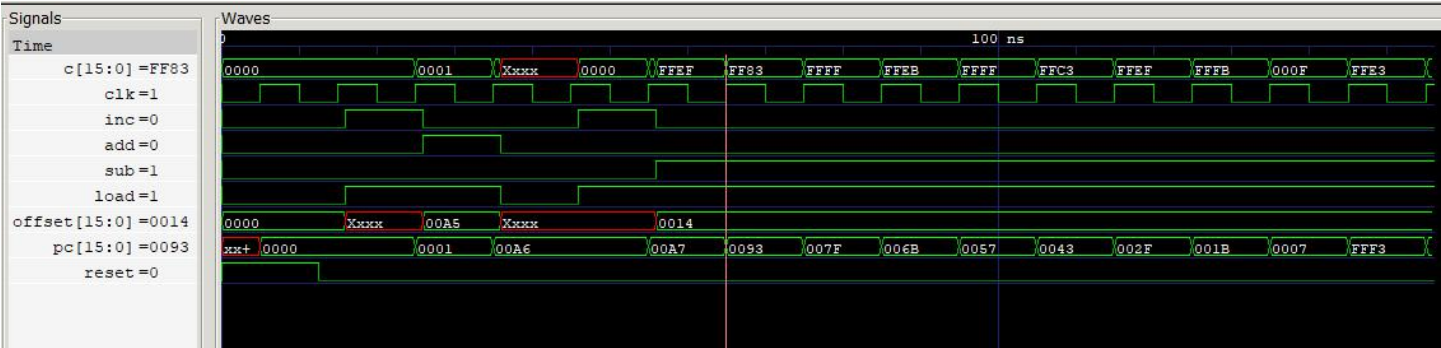 Signals Waves
Time 0 100 ns
c[15:0] =FF83 0000 0001 Xxxx 0000 FFEF FF83 FFFF FFEB FFFF FFC3 FFEF FFFB 000F FFE3
clk=1
inc=0
add=0
sub=1
load=1
offset[15:0] =0014 0000 Xxxx 00A5 Xxxx 0014
pc[15:0] =0093 xx+ 0000 0001 00A6 00A7 0093 007F 006B 0057 0043 002F 001B 0007 FFF3
reset=0